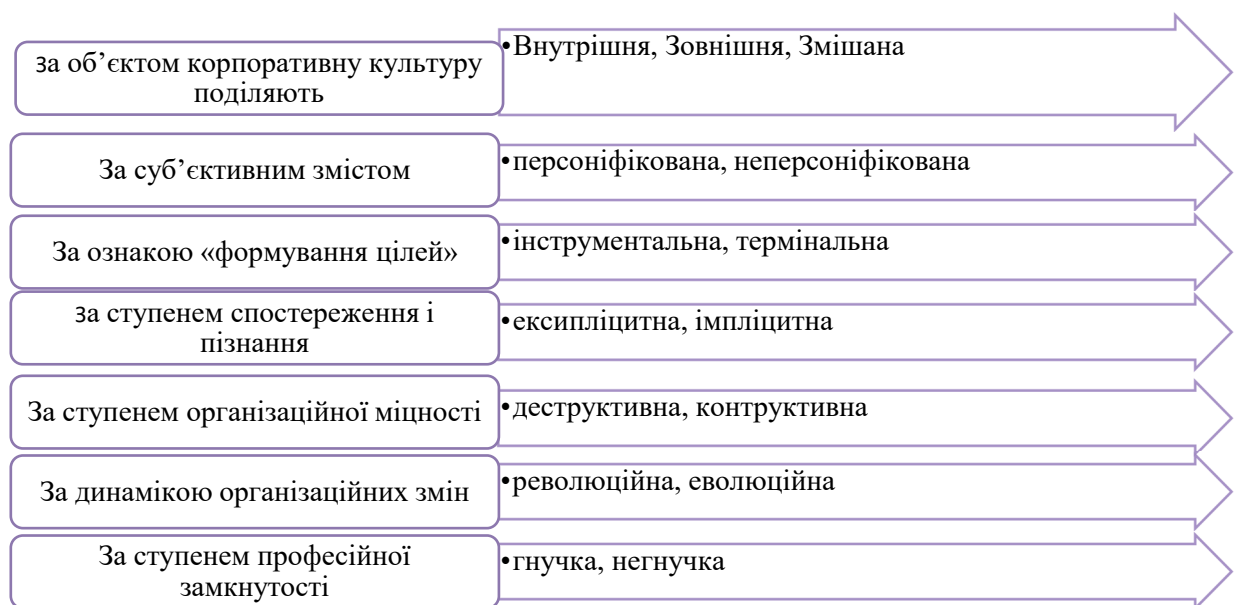 за об’єктом корпоративну культуру
поділяють
•Внутрішня, Зовнішня, Змішана
За суб’єктивним змістом
•персоніфікована, неперсоніфікована
За ознакою «формування цілей»
•інструментальна, термінальна
за ступенем спостереження і
пізнання
•ексипліцитна, імпліцитна
За ступенем організаційної міцності
•деструктивна, контруктивна
За динамікою організаційних змін
•революційна, еволюційна
За ступенем професійної
замкнутості
•гнучка, негнучка